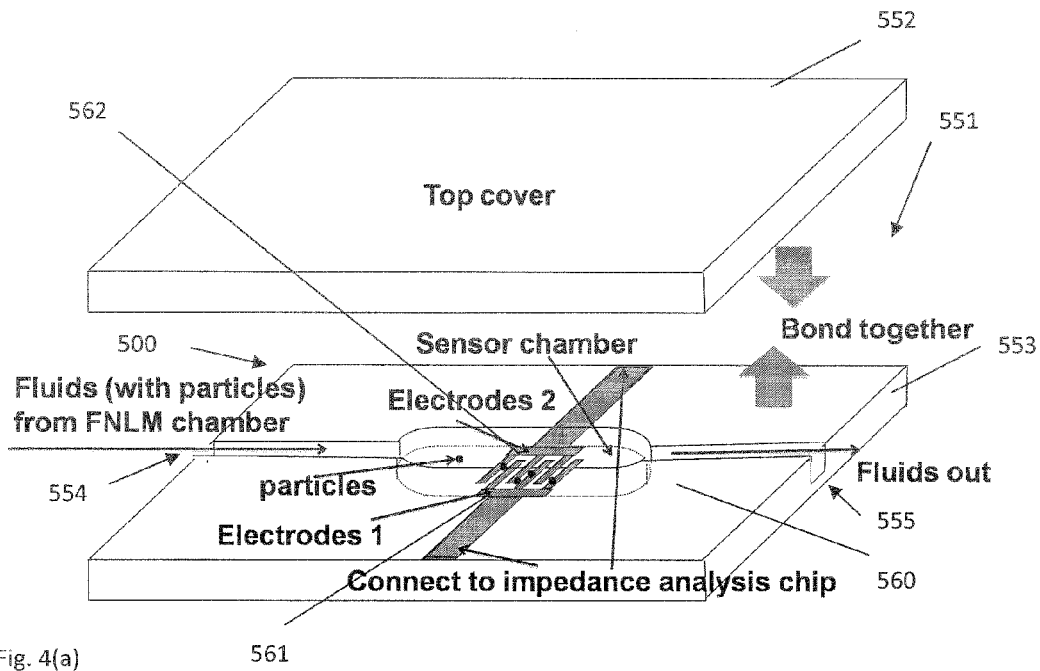 552
562
551
Top cover
500
Sensor chamber
Bond together
553
Fluids (with particles)
from FNLM chamber
Electrodes 2
554
particles
Fluids out
Electrodes 1
555
Connect to impedance analysis chip
560
Fig. 4(a)
561